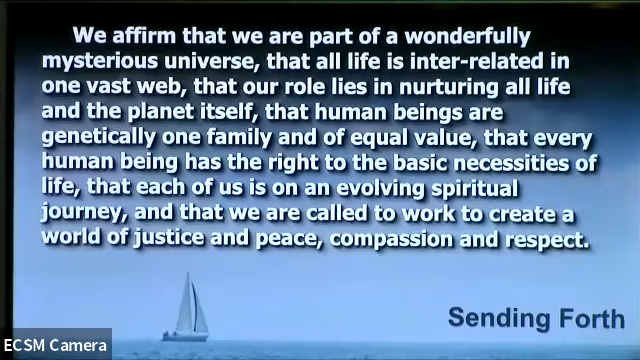 We affirm that we are part of a wonderfully
mysterious universe, that all life is inter-related in
one vast web, that our role lies in nurturing all life
and the planet itself, that human beings are
genetically one family and of equal value, that every
human being has the right to the basic necessities of
life, that each of us is on an evolving spiritual
journey, and that we are called to work to create a
world of justice and peace, compassion and respect.
Sending Forth
ECSM Camera